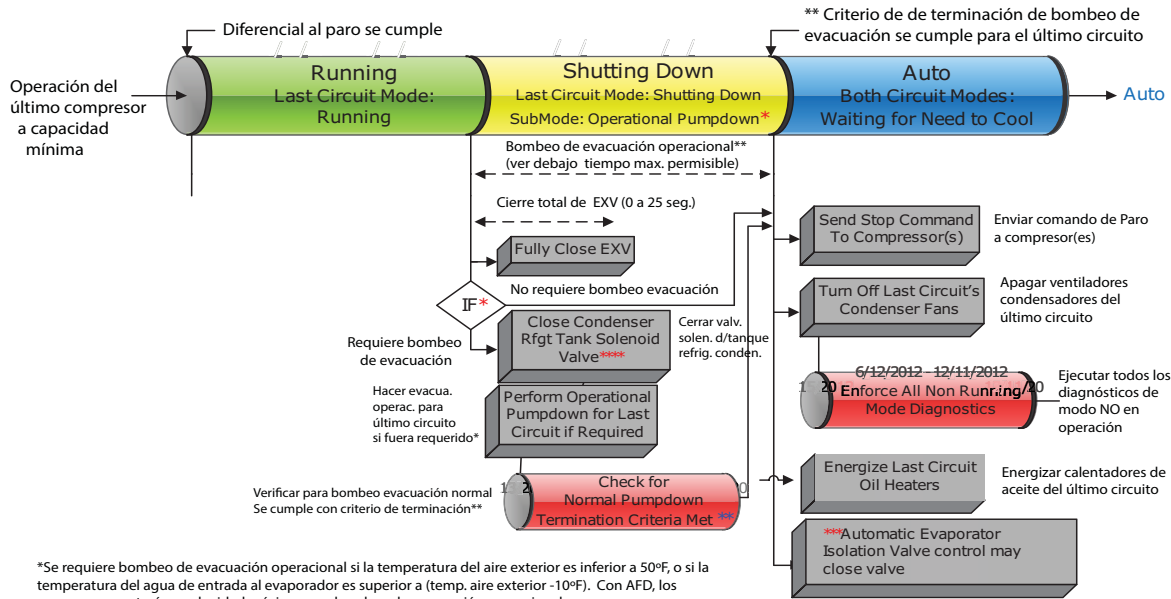 Diferencial al paro se cumple
** Criterio de de terminación de bombeo de
evacuación se cumple para el último circuito
Operación del
último compresor
a capacidad
mínima
Running
Last Circuit Mode:
Running
Shutting Down
Last Circuit Mode: Shutting Down
SubMode: Operational Pumpdown*
Auto
Both Circuit Modes:
Waiting for Need to Cool
Auto
Bombeo de evacuación operacional**
(ver debajo tiempo max. permisible)
Cierre total de EXV (0 a 25 seg.)
Fully Close EXV
IF*
No requiere bombeo evacuación
Requiere bombeo
de evacuación
Close Condenser
Rfgt Tank Solenoid
Valve****
Cerrar valv.
solen. d/tanque
refrig. conden.
Hacer evacua.
operac. para
último circuito
si fuera requerido*
Perform Operational
Pumpdown for Last
Circuit if Required
Verificar para bombeo evacuación normal
Se cumple con criterio de terminación**
Check for
Normal Pumpdown
Termination Criteria Met **
Send Stop Command
To Compressor(s)
Enviar comando de Paro
a compresor(es)
Turn Off Last Circuit's
Condenser Fans
Apagar ventiladores
condensadores del
último circuito
6/12/2012 - 12/11/2012
Enforce All Non Running
Mode Diagnostics
Ejecutar todos los
diagnósticos de
modo NO en
operación
Energize Last Circuit
Oil Heaters
Energizar calentadores de
aceite del último circuito
***Automatic Evaporator
Isolation Valve control may
close valve
*Se requiere bombeo de evacuación operacional si la temperatura del aire exterior es inferior a 50ºF, o si la
temperatura del agua de entrada al evaporador es superior a (temp. aire exterior -10ºF). Con AFD, los